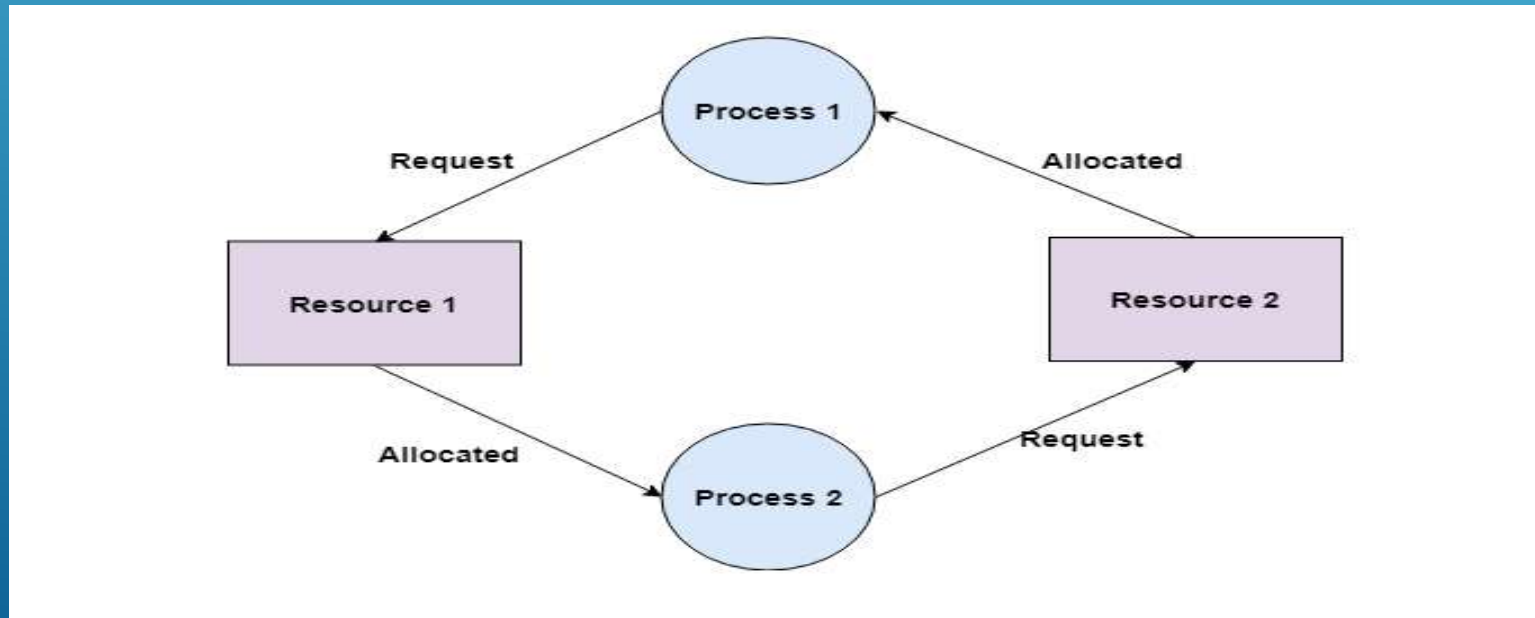 Process 1
Request
Allocated
Resource 1
Resource 2
Allocated
Request
Process 2